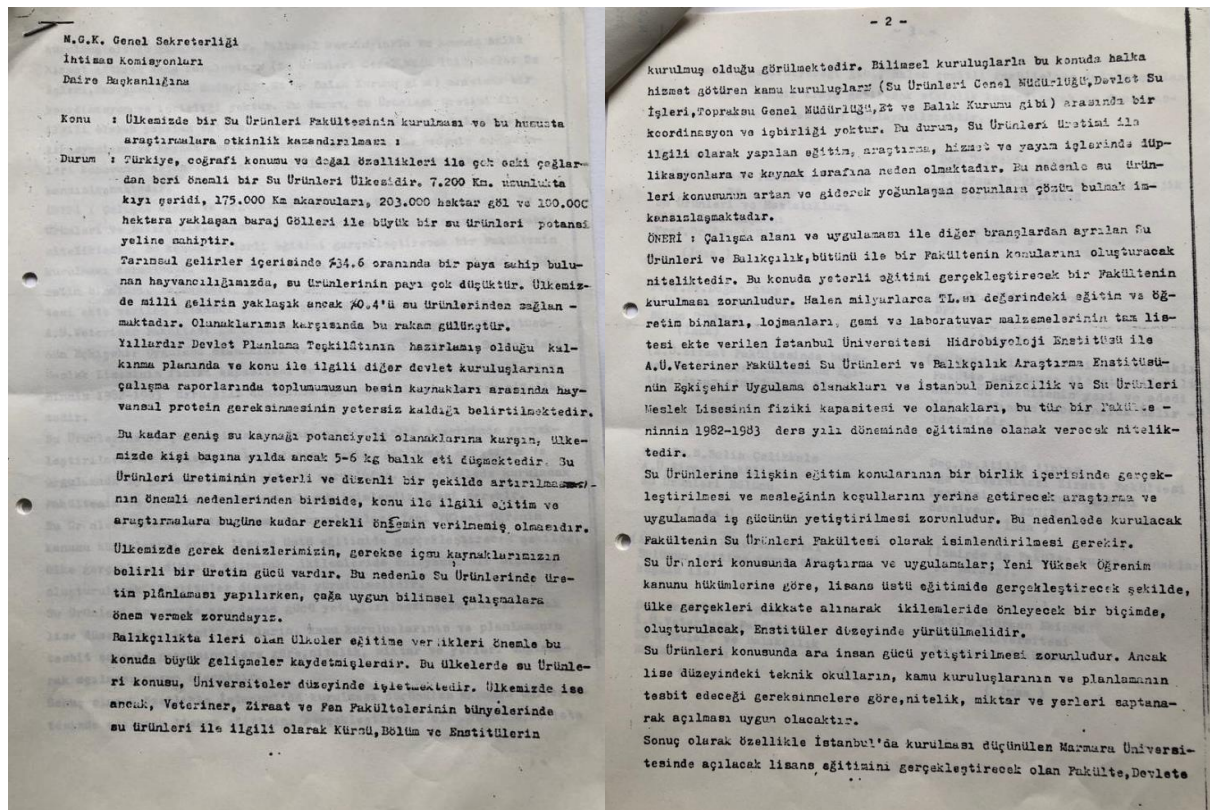 M.G.K. Genel Sekreterliği
İhtisas Komisyonları
Daire Başkanlığına
Konu : Ülkemizde bir Su Ürünleri Fakültesinin kurulması ve bu hususta
araştırmalara etkinlik kazandırılması :
Durum : Türkiye, coğrafi konumu ve doğal özellikleri ile çok eski çağlar-
dan beri önemli bir Su Ürünleri Ülkesidir. 7.200 Km. uzunlukta
kıyı şeridi, 175.000 Km akarsuları, 203.000 hektar göl ve 100.000
hektara yaklaşan baraj Gölleri ile büyük bir su ürünleri potansi
yeline sahiptir.
Tarımsal gelirler içerisinde %34.6 oranında bir paya sahip bulu-
nan hayvancılığımızda, su ürünlerinin payı çok düşüktür. Ülkemiz-
de milli gelirin yaklaşık ancak %0.4'ü su ürünlerinden sağlan -
maktadır. Olanaklarımız karşısında bu rakam gülünçtür.
Yıllardır Devlet Planlama Teşkilâtının hazırlamış olduğu kal-
kınma planında ve konu ile ilgili diğer devlet kuruluşlarının
çalışma raporlarında toplumumuzun besin kaynakları arasında hay-
vansal protein gereksinmesinin yetersiz kaldığı belirtilmektedir.
Bu kadar geniş su kaynağı potanciyeli olanaklarına karşın, ülke-
mizde kişi başına yılda ancak 5-6 kg balık eti düşmektedir. Su
Ürünleri üretiminin yeterli ve düzenli bir şekilde artırılma-
nın önemli nedenlerinden biriside, konu ile ilgili eğitim ve
araştırmalara bugüne kadar gerekli önemin verilmemiş olmasıdır.
Ülkemizde gerek denizlerimizin, gerekse içsu kaynaklarımızın
belirli bir üretim gücü vardır. Bu nedenle Su Ürünlerinde üre-
tim plânlaması yapılırken, çağa uygun bilimsel çalışmalara
önem vermek zorundayız.
Balıkçılıkta ileri olan Ülkeler eğitime verdikleri önemle bu
konuda büyük gelişmeler kaydetmişlerdir. Bu ülkelerde su Ürünle-
ri konusu, Üniversiteler düzeyinde işletmektedir. Ülkemizde ise
ancak, Veteriner, Ziraat ve Fen Fakültelerinin bünyelerinde
su ürünleri ile ilgili olarak Kürsü,Bölüm ve Enstitülerin
- 2 -
kurulmuş olduğu görülmektedir. Bilimsel kuruluşlarla bu konuda halka
hizmet götüren kamu kuruluşları (Su Ürünleri Genel Müdürlüğü,Devlet Su
İşleri,Topraksu Genel Müdürlüğü,Et ve Balık Kurumu gibi) arasında bir
koordinasyon ve işbirliği yoktur. Bu durum, Su Ürünleri üretimi ile
ilgili olarak yapılan eğitim, araştırma, hizmet ve yayım işlerinde düp-
likasyonlara ve kaynak israfına neden olmaktadır. Bu nedenle su ürün-
leri konusunun artan ve giderek yoğunlaşan sorunları çözüm bulmak im-
kansızlaşmaktadır.
ÖNERİ : Çalışma alanı ve uygulaması ile diğer branşlardan ayrılan Su
Ürünleri ve Balıkçılık,bütünü ile bir Fakültenin konularını oluşturacak
niteliktedir. Bu konuda yeterli eğitimi gerçekleştirecek bir Fakültenin
kurulması zorunludur. Halen milyarlarca TL.sı değerindeki eğitim ve öğ-
retim binaları, lojmanları, gemi ve laboratuvar malzemelerinin tam lis-
tesi ekte verilen İstanbul Üniversitesi Hidrobiyoloji Enstitüsü ile
A.Ü.Veteriner Fakültesi Su Ürünleri ve Balıkçılık Araştırma Enstitüsü-
nün Eşkişehir Uygulama olanakları ve İstanbul Denizcilik ve Su Ürünleri
Meslek Lisesinin fiziki kapasitesi ve olanakları, bu tür bir Fakülte -
ninnin 1982-1983 ders yılı döneminde eğitimine olanak verecek nitelik-
tedir.
Su Ürünlerine ilişkin eğitim konularının bir birlik içerisinde gerçek-
leştirilmesi ve mesleğinin koşullarını yerine getirecek araştırma ve
uygulamada iş gücünün yetiştirilmesi zorunludur. Bu nedenlede kurulacak
Fakültenin Su Ürünleri Fakültesi olarak isimlendirilmesi gerekir.
Su Ürünleri konusunda Araştırma ve uygulamalar; Yeni Yüksek Öğrenim
kanunu hükümlerine göre, lisans üstü eğitimide gerçekleştirecek şekilde,
ülke gerçekleri dikkate alınarak ikilemleride önleyecek bir biçimde,
oluşturulacak, Enstitüler düzeyinde yürütülmelidir.
Su Ürünleri konusunda ara insan gücü yetiştirilmesi zorunludur. Ancak
lise düzeyindeki teknik okulların, kamu kuruluşlarının ve planlamanın
tesbit edeceği gereksinmelere göre,nitelik, miktar ve yerleri saptana-
rak açılması uygun olacaktır.
Sonuç olarak özellikle İstanbul'da kurulması düşünülen Marmara Üniversi-
tesinde açılacak lisans eğitimini gerçekleştirecek olan Fakülte,Devlete